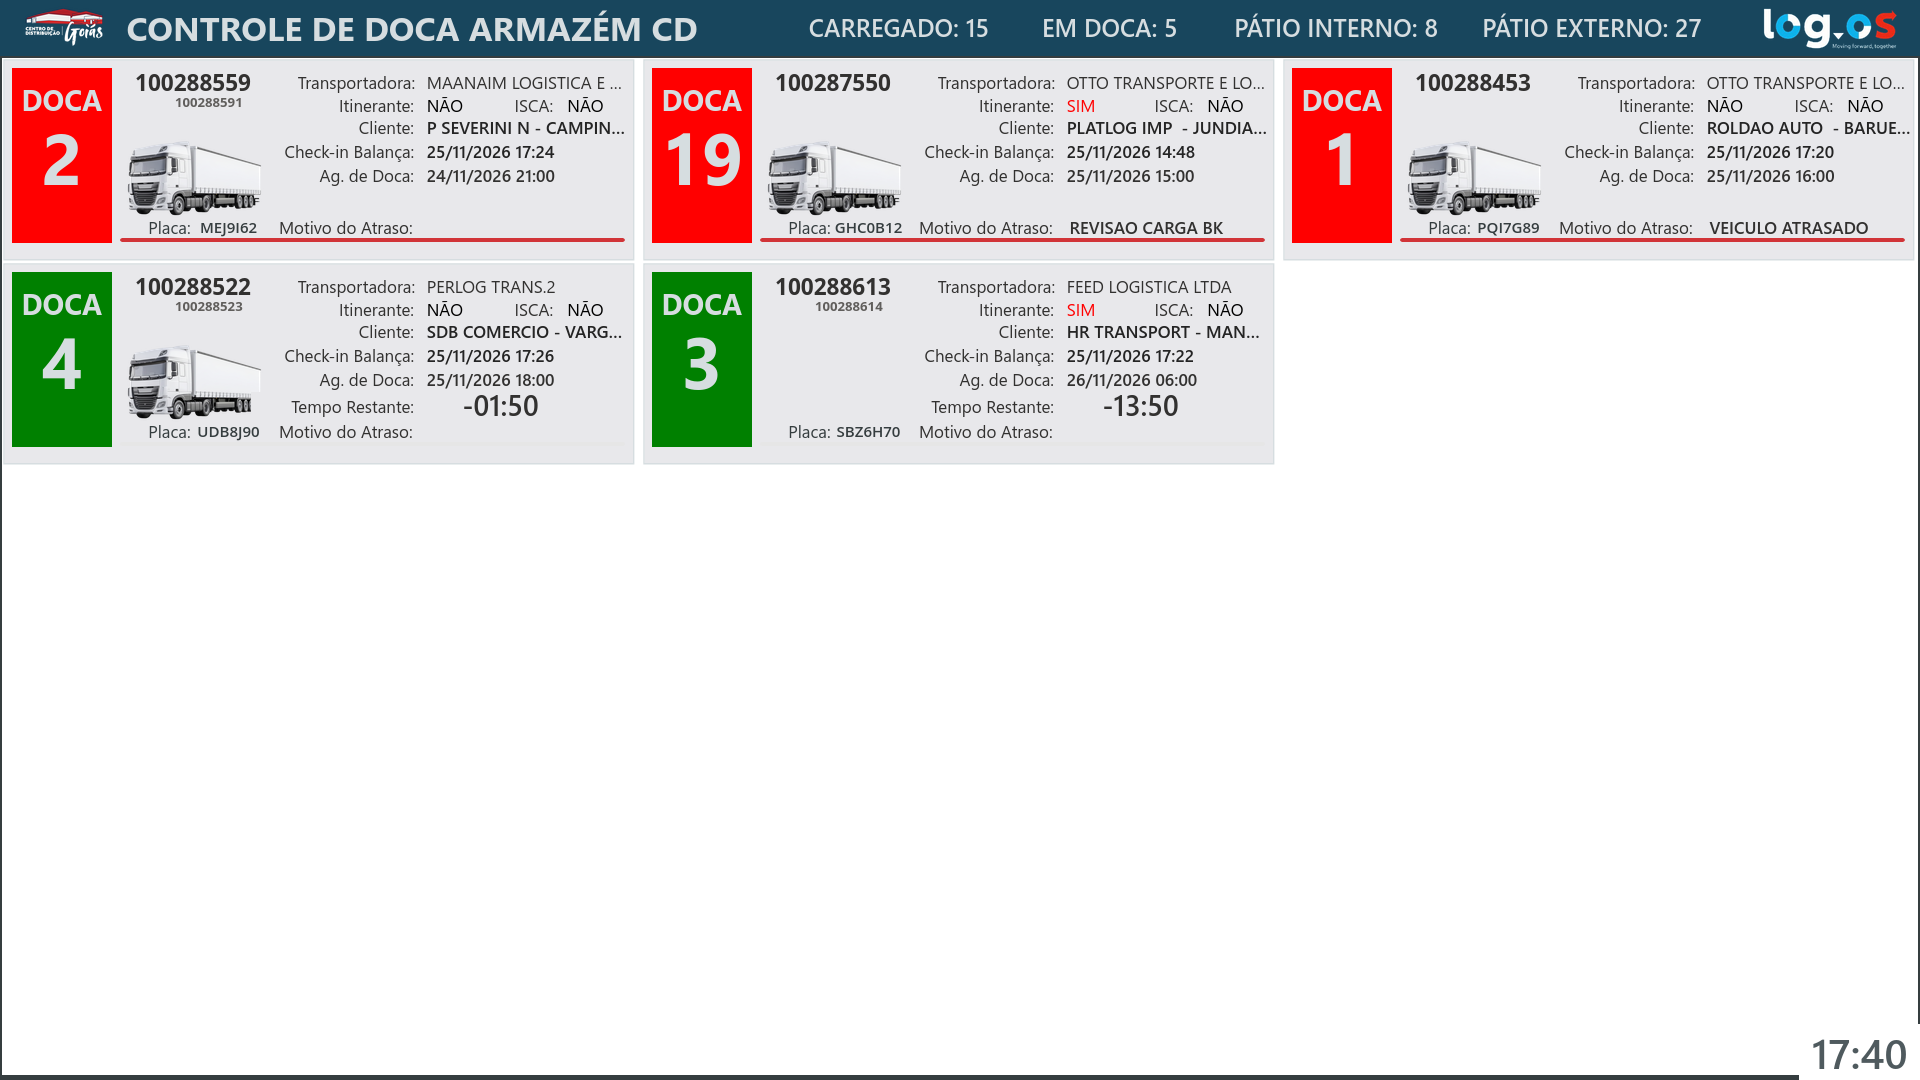 CENTRO DE DISTRIBUIÇÃO Goiás
CONTROLE DE DOCA ARMAZÉM CD
CARREGADO: 15
EM DOCA: 5
PÁTIO INTERNO: 8
PÁTIO EXTERNO: 27
log.os
Moving forward, together
DOCA
2
100288559
100288591
Transportadora: MAANAIM LOGISTICA E ...
Itinerante: NÃO ISCA: NÃO
Cliente: P SEVERINI N - CAMPIN...
Check-in Balança: 25/11/2026 17:24
Ag. de Doca: 24/11/2026 21:00
Placa: MEJ9I62 Motivo do Atraso:
DOCA
19
100287550
Transportadora: OTTO TRANSPORTE E LO...
Itinerante: SIM ISCA: NÃO
Cliente: PLATLOG IMP - JUNDIA...
Check-in Balança: 25/11/2026 14:48
Ag. de Doca: 25/11/2026 15:00
Placa: GHC0B12 Motivo do Atraso: REVISAO CARGA BK
DOCA
1
100288453
Transportadora: OTTO TRANSPORTE E LO...
Itinerante: NÃO ISCA: NÃO
Cliente: ROLDAO AUTO - BARUE...
Check-in Balança: 25/11/2026 17:20
Ag. de Doca: 25/11/2026 16:00
Placa: PQI7G89 Motivo do Atraso: VEICULO ATRASADO
DOCA
4
100288522
100288523
Transportadora: PERLOG TRANS.2
Itinerante: NÃO ISCA: NÃO
Cliente: SDB COMERCIO - VARG...
Check-in Balança: 25/11/2026 17:26
Ag. de Doca: 25/11/2026 18:00
Tempo Restante: -01:50
Placa: UDB8J90 Motivo do Atraso:
DOCA
3
100288613
100288614
Transportadora: FEED LOGISTICA LTDA
Itinerante: SIM ISCA: NÃO
Cliente: HR TRANSPORT - MAN...
Check-in Balança: 25/11/2026 17:22
Ag. de Doca: 26/11/2026 06:00
Tempo Restante: -13:50
Placa: SBZ6H70 Motivo do Atraso:
17:40